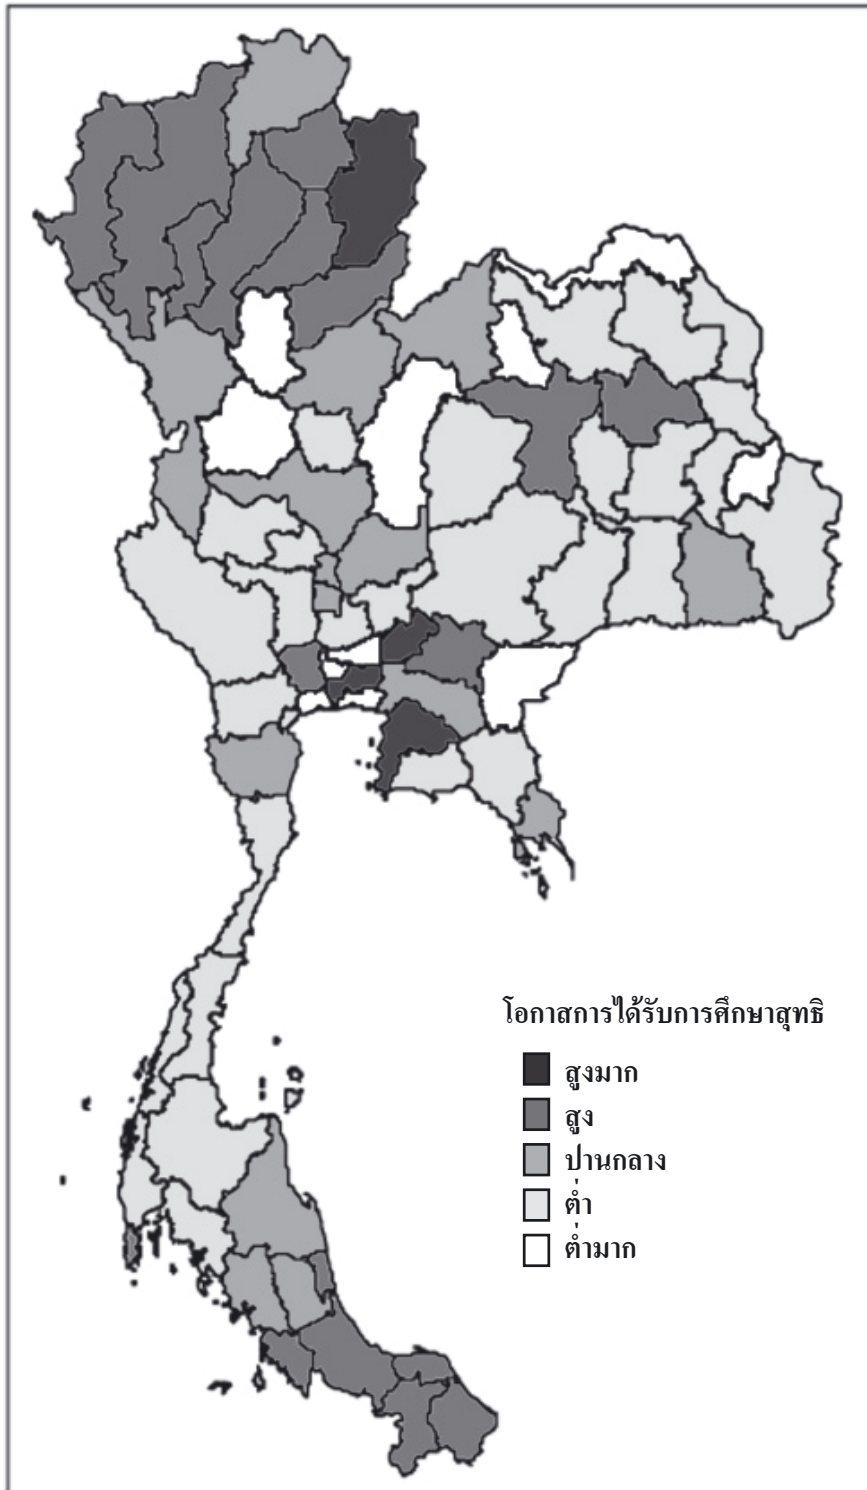 โอกาสการได้รับการศึกษาสุทธิ
สูงมาก
สูง
ปานกลาง
ต่ำ
ต่ำมาก